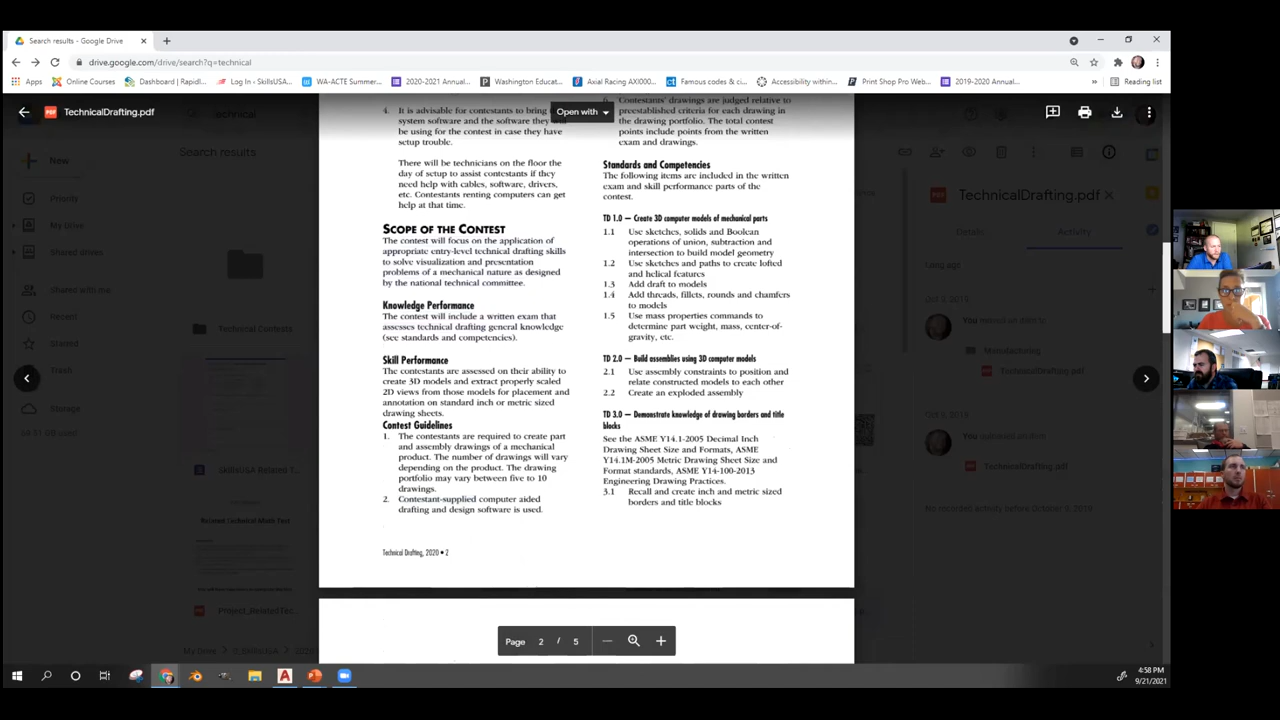 Search results - Google Drive
drive.google.com/drive/search?q=technical
Apps
Online Courses
Dashboard | Rapidl...
Log In - SkillsUSA...
WA-ACTE Summer...
2020-2021 Annual...
Washington Educat...
Axial Racing AXI000...
Famous codes & ci...
Accessibility within...
Print Shop Pro Web...
2019-2020 Annual...
»
Reading list
TechnicalDrafting.pdf
Open with
technical
New
Priority
My Drive
Shared drives
Shared with me
Recent
Starred
Trash
Storage
Search results
Technical Contests
SkillsUSA Related T
Related Technical Math Test
Project_RelatedTec
My Drive
4. It is advisable for contestants to bring
system software and the software they
be using for the contest in case they have
setup trouble.
There will be technicians on the floor the
day of setup to assist contestants if they
need help with cables, software, drivers,
etc. Contestants renting computers can get
help at that time.
SCOPE OF THE CONTEST
The contest will focus on the application of
appropriate entry-level technical drafting skills
to solve visualization and presentation
problems of a mechanical nature as designed
by the national technical committee.
Knowledge Performance
The contest will include a written exam that
assesses technical drafting general knowledge
(see standards and competencies).
Skill Performance
The contestants are assessed on their ability to
create 3D models and extract properly scaled
2D views from those models for placement and
annotation on standard inch or metric sized
drawing sheets.
Contest Guidelines
1. The contestants are required to create part
and assembly drawings of a mechanical
product. The number of drawings will vary
depending on the product. The drawing
portfolio may vary between five to 10
drawings.
2. Contestant-supplied computer aided
drafting and design software is used.
Technical Drafting, 2020 • 2
Contestants' drawings are judged relative to
preestablished criteria for each drawing in
the drawing portfolio. The total contest
points include points from the written
exam and drawings.
Standards and Competencies
The following items are included in the written
exam and skill performance parts of the
contest.
TD 1.0 — Create 3D computer models of mechanical parts
1.1 Use sketches, solids and Boolean
operations of union, subtraction and
intersection to build model geometry
1.2 Use sketches and paths to create lofted
and helical features
1.3 Add draft to models
1.4 Add threads, fillets, rounds and chamfers
to models
1.5 Use mass properties commands to
determine part weight, mass, center-of-
gravity, etc.
TD 2.0 — Build assemblies using 3D computer models
2.1 Use assembly constraints to position and
relate constructed models to each other
2.2 Create an exploded assembly
TD 3.0 — Demonstrate knowledge of drawing borders and title
blocks
See the ASME Y14.1-2005 Decimal Inch
Drawing Sheet Size and Formats, ASME
Y14.1M-2005 Metric Drawing Sheet Size and
Format standards, ASME Y14-100-2013
Engineering Drawing Practices.
3.1 Recall and create inch and metric sized
borders and title blocks
Page 2 / 5
TechnicalDrafting.pdf
Details
Activity
Manufacturing
TechnicalDrafting.pdf
TechnicalDrafting.pdf
4:58 PM
9/21/2021